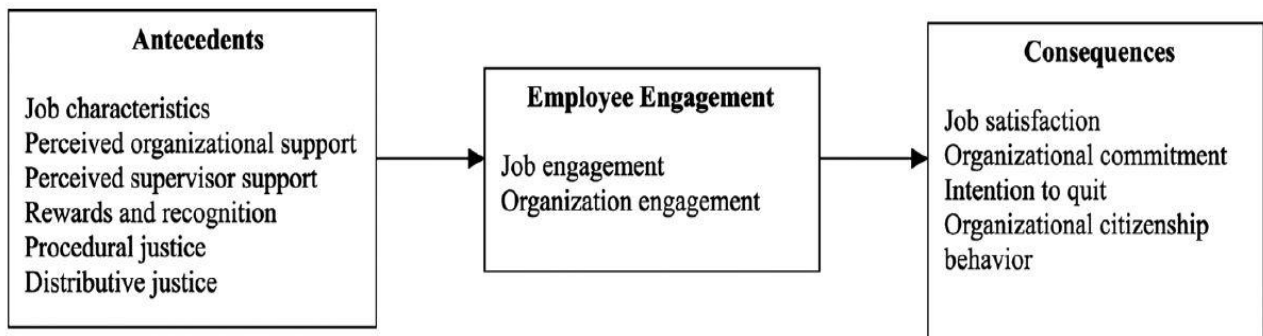 Antecedents
Job characteristics
Perceived organizational support
Perceived supervisor support
Rewards and recognition
Procedural justice
Distributive justice
Employee Engagement
Job engagement
Organization engagement
Consequences
Job satisfaction
Organizational commitment
Intention to quit
Organizational citizenship
behavior